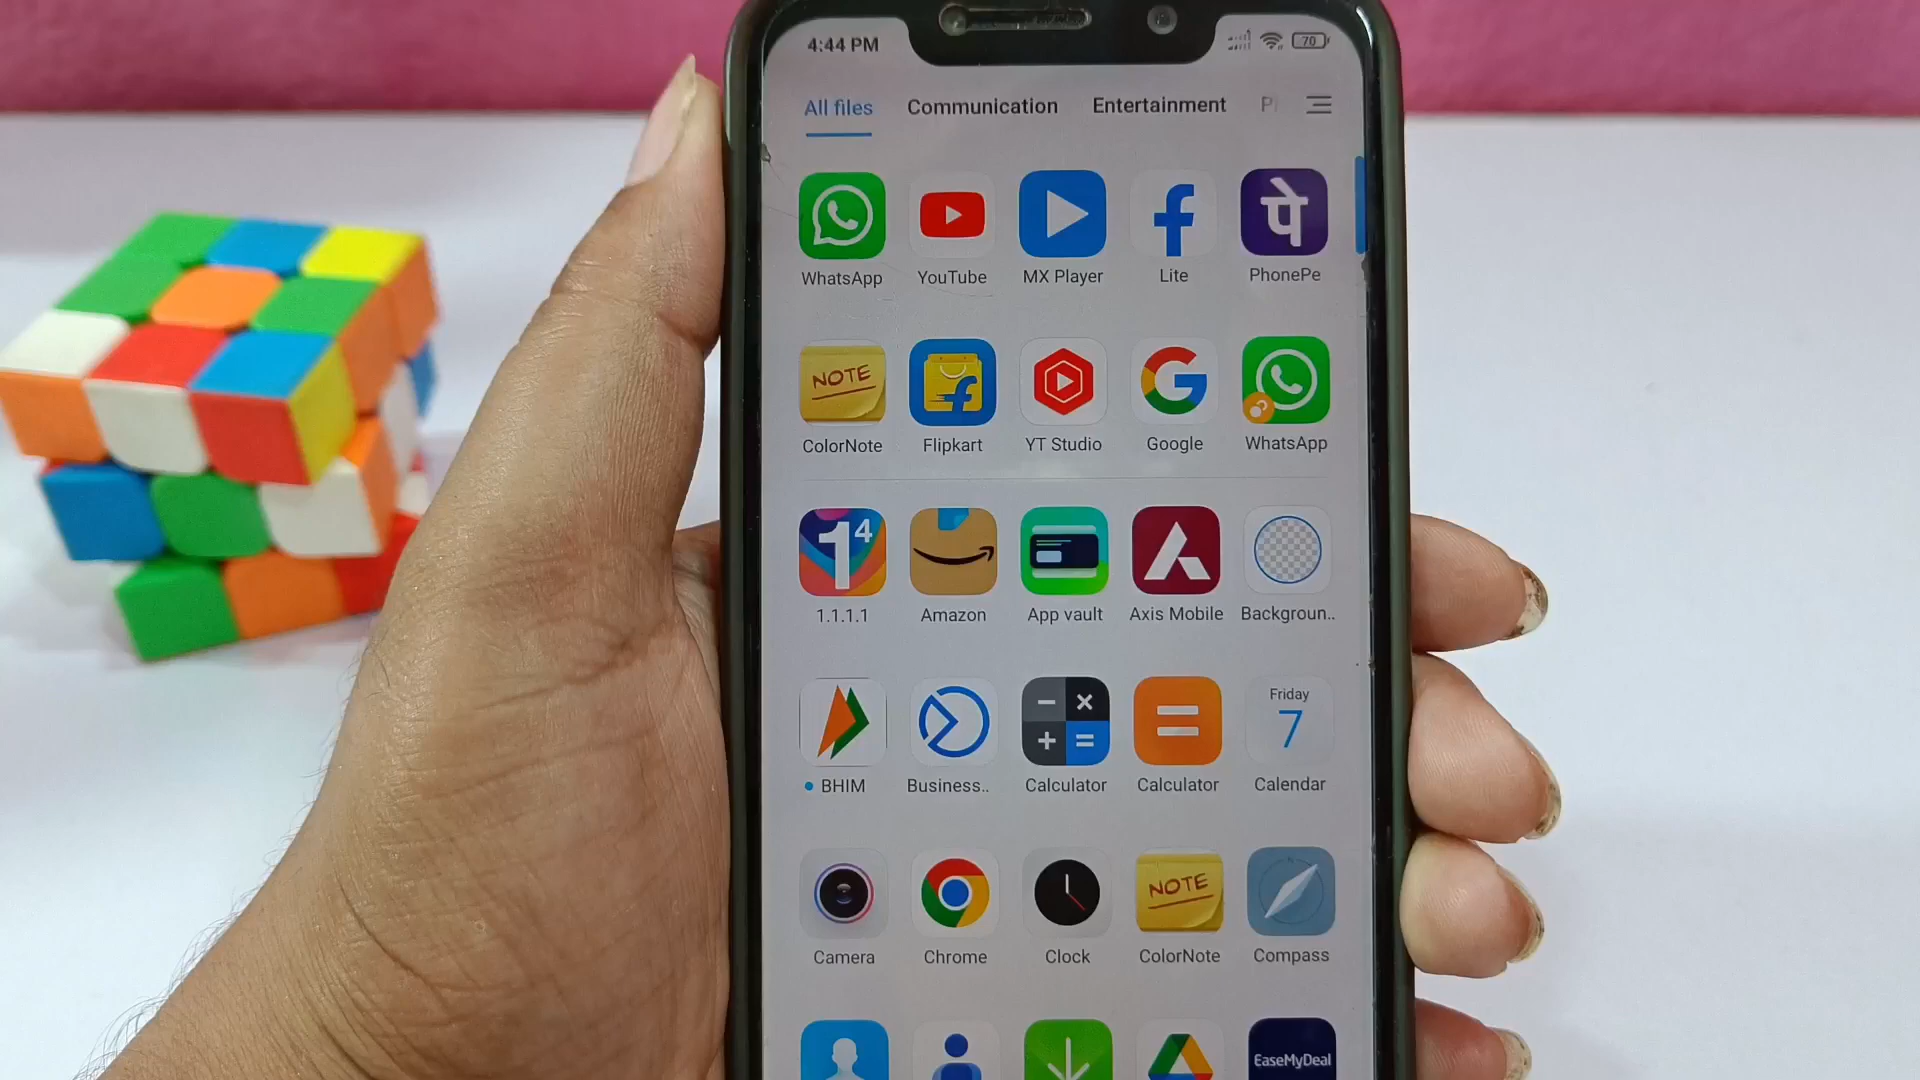 4:44 PM 70
All files Communication Entertainment
WhatsApp YouTube MX Player Lite PhonePe
पे
NOTE
ColorNote Flipkart YT Studio Google WhatsApp
1⁴
1.1.1.1 Amazon App vault Axis Mobile Backgroun..
Friday
7
BHIM Business.. Calculator Calculator Calendar
NOTE
Camera Chrome Clock ColorNote Compass
EaseMyDeal